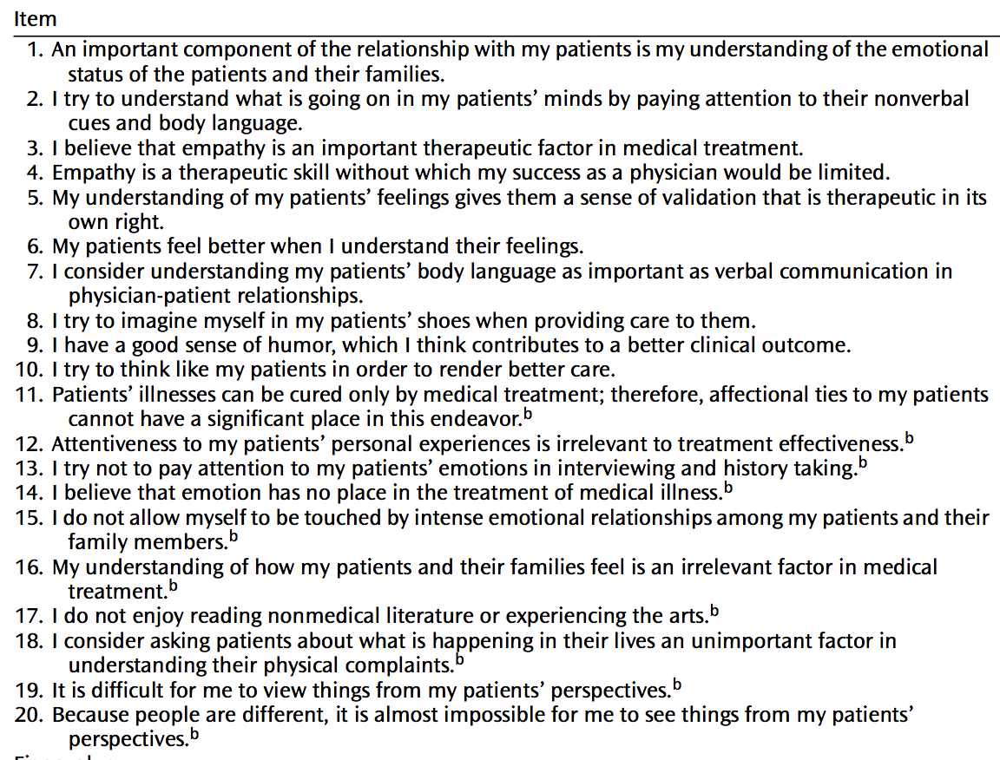 Item
1. An important component of the relationship with my patients is my understanding of the emotional
status of the patients and their families.
2. I try to understand what is going on in my patients’ minds by paying attention to their nonverbal
cues and body language.
3. I believe that empathy is an important therapeutic factor in medical treatment.
4. Empathy is a therapeutic skill without which my success as a physician would be limited.
5. My understanding of my patients’ feelings gives them a sense of validation that is therapeutic in its
own right.
6. My patients feel better when I understand their feelings.
7. I consider understanding my patients’ body language as important as verbal communication in
physician-patient relationships.
8. I try to imagine myself in my patients’ shoes when providing care to them.
9. I have a good sense of humor, which I think contributes to a better clinical outcome.
10. I try to think like my patients in order to render better care.
11. Patients’ illnesses can be cured only by medical treatment; therefore, affectional ties to my patients
cannot have a significant place in this endeavor.b
12. Attentiveness to my patients’ personal experiences is irrelevant to treatment effectiveness.b
13. I try not to pay attention to my patients’ emotions in interviewing and history taking.b
14. I believe that emotion has no place in the treatment of medical illness.b
15. I do not allow myself to be touched by intense emotional relationships among my patients and their
family members.b
16. My understanding of how my patients and their families feel is an irrelevant factor in medical
treatment.b
17. I do not enjoy reading nonmedical literature or experiencing the arts.b
18. I consider asking patients about what is happening in their lives an unimportant factor in
understanding their physical complaints.b
19. It is difficult for me to view things from my patients’ perspectives.b
20. Because people are different, it is almost impossible for me to see things from my patients’
perspectives.b